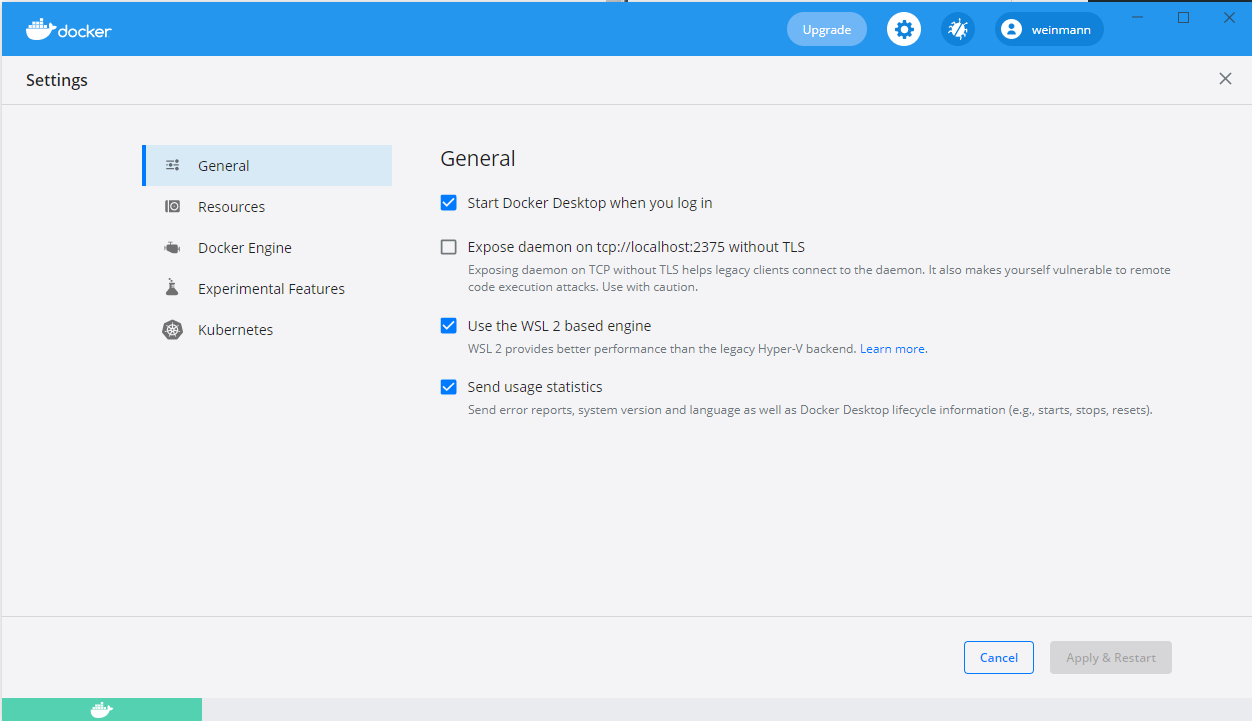 docker
Upgrade
weinmann
Settings
General
Resources
Docker Engine
Experimental Features
Kubernetes
General
Start Docker Desktop when you log in
Expose daemon on tcp://localhost:2375 without TLS
Exposing daemon on TCP without TLS helps legacy clients connect to the daemon. It also makes yourself vulnerable to remote
code execution attacks. Use with caution.
Use the WSL 2 based engine
WSL 2 provides better performance than the legacy Hyper-V backend. Learn more.
Send usage statistics
Send error reports, system version and language as well as Docker Desktop lifecycle information (e.g., starts, stops, resets).
Cancel
Apply & Restart